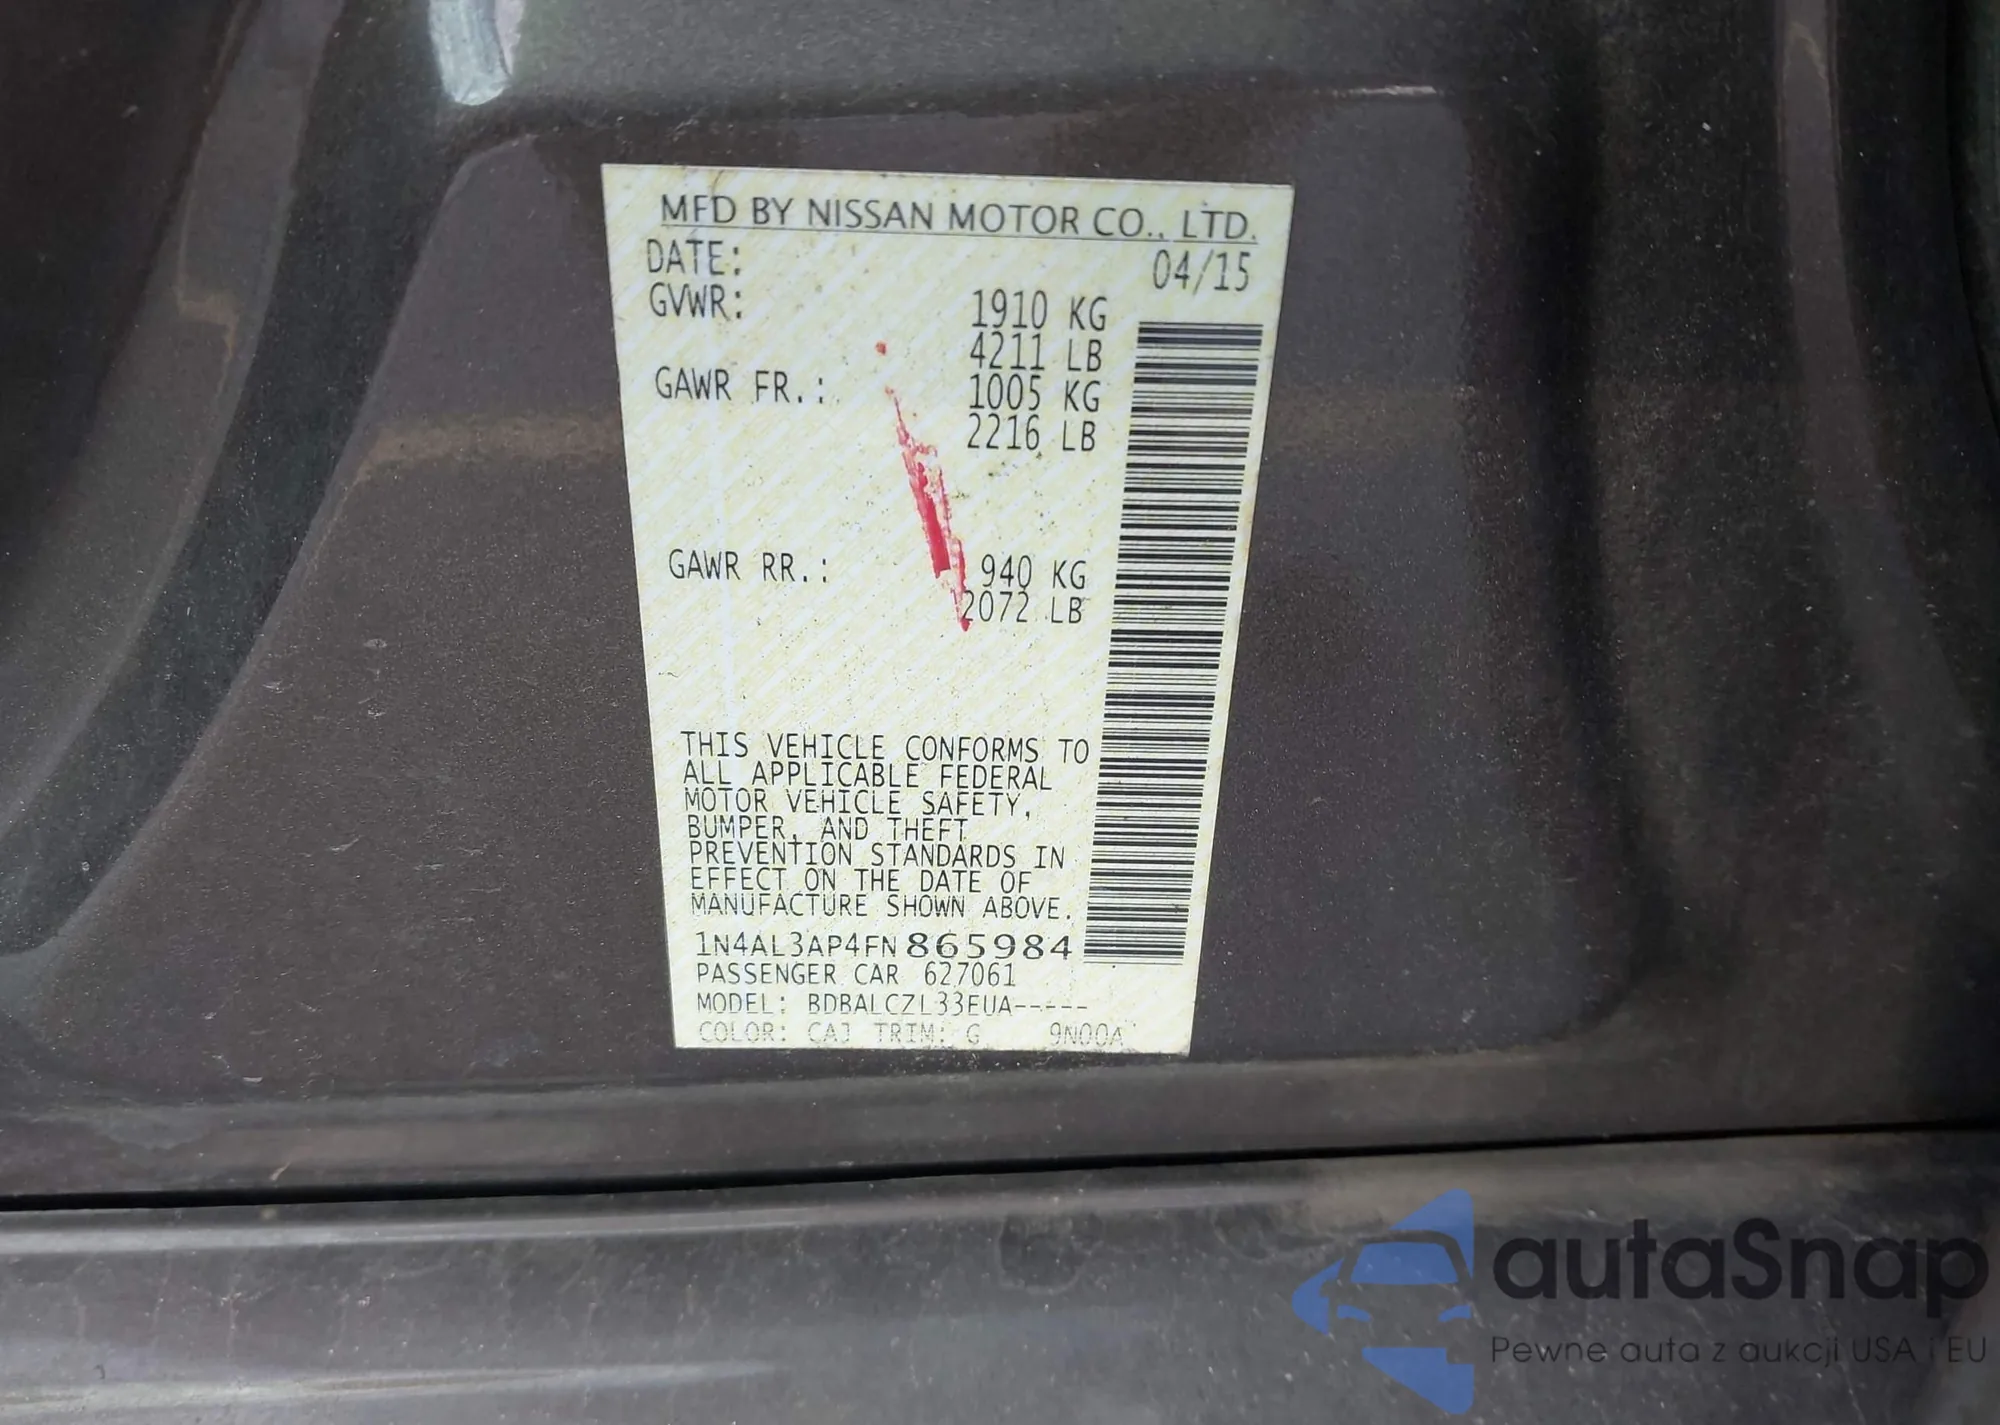 MFD BY NISSAN MOTOR CO., LTD.
DATE: 04/15
GVWR: 1910 KG
4211 LB
GAWR FR.: 1005 KG
2216 LB
GAWR RR.: 940 KG
2072 LB
THIS VEHICLE CONFORMS TO
ALL APPLICABLE FEDERAL
MOTOR VEHICLE SAFETY,
BUMPER, AND THEFT
PREVENTION STANDARDS IN
EFFECT ON THE DATE OF
MANUFACTURE SHOWN ABOVE.
1N4AL3AP4FN865984
PASSENGER CAR 627061
MODEL: BDBALCZL33EUA-----
COLOR: CAJ TRIM: G 9N00A
autoSnap
Pewne auta z aukcji USA i EU